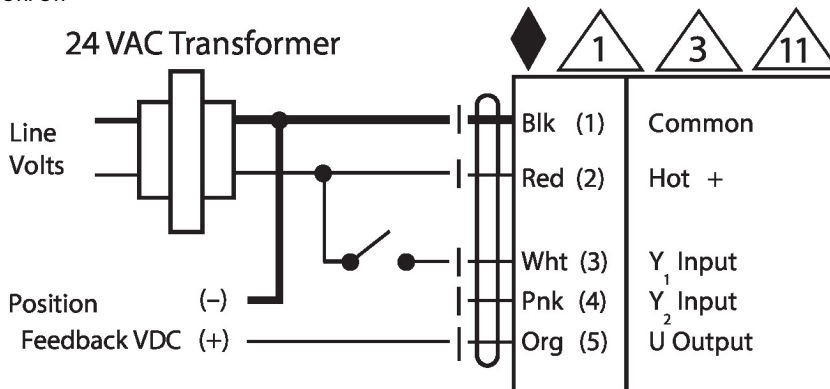 24 VAC Transformer
1
3
11
Line
Volts
Blk (1) Common
Red (2) Hot +
Wht (3) Y1 Input
Pnk (4) Y2 Input
Org (5) U Output
Position (–)
Feedback VDC (+)